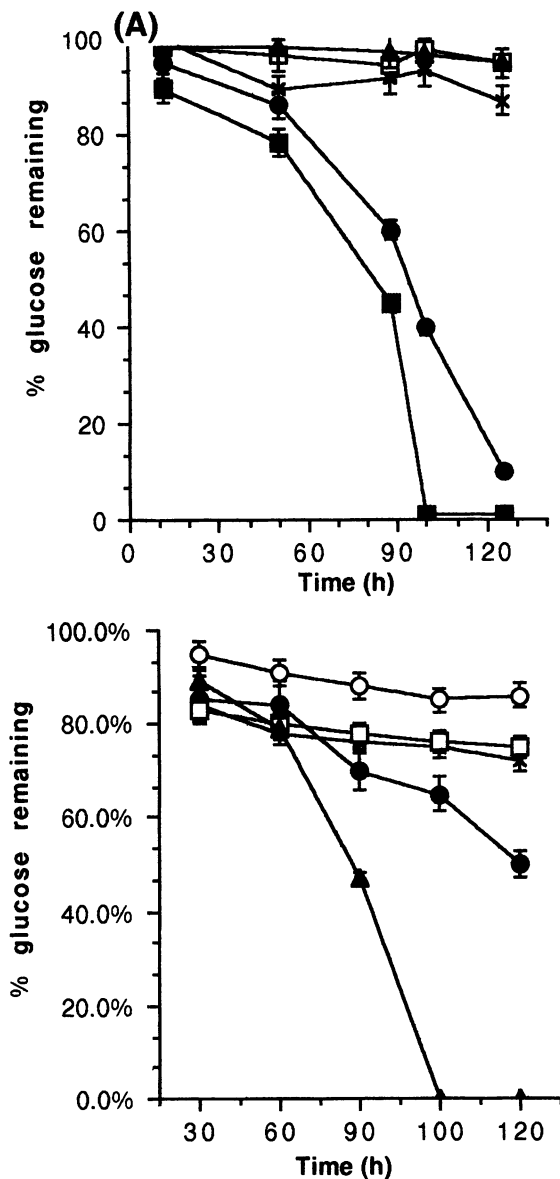 (A)
100
80
60
40
20
0
% glucose remaining
0 30 60 90 100 120
Time (h)
100.0%
80.0%
60.0%
40.0%
20.0%
0.0%
% glucose remaining
30 60 90 100 120
Time (h)